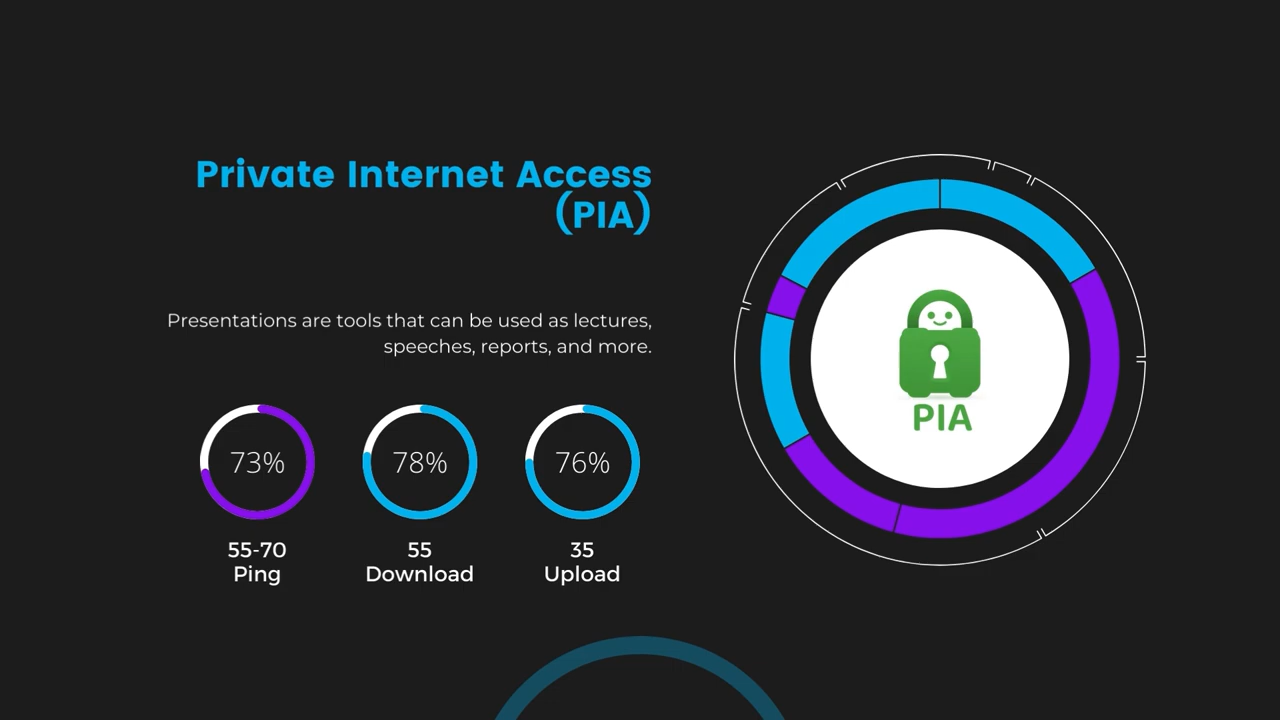 Private Internet Access
(PIA)
Presentations are tools that can be used as lectures,
speeches, reports, and more.
73%
78%
76%
55-70
Ping
55
Download
35
Upload
PIA